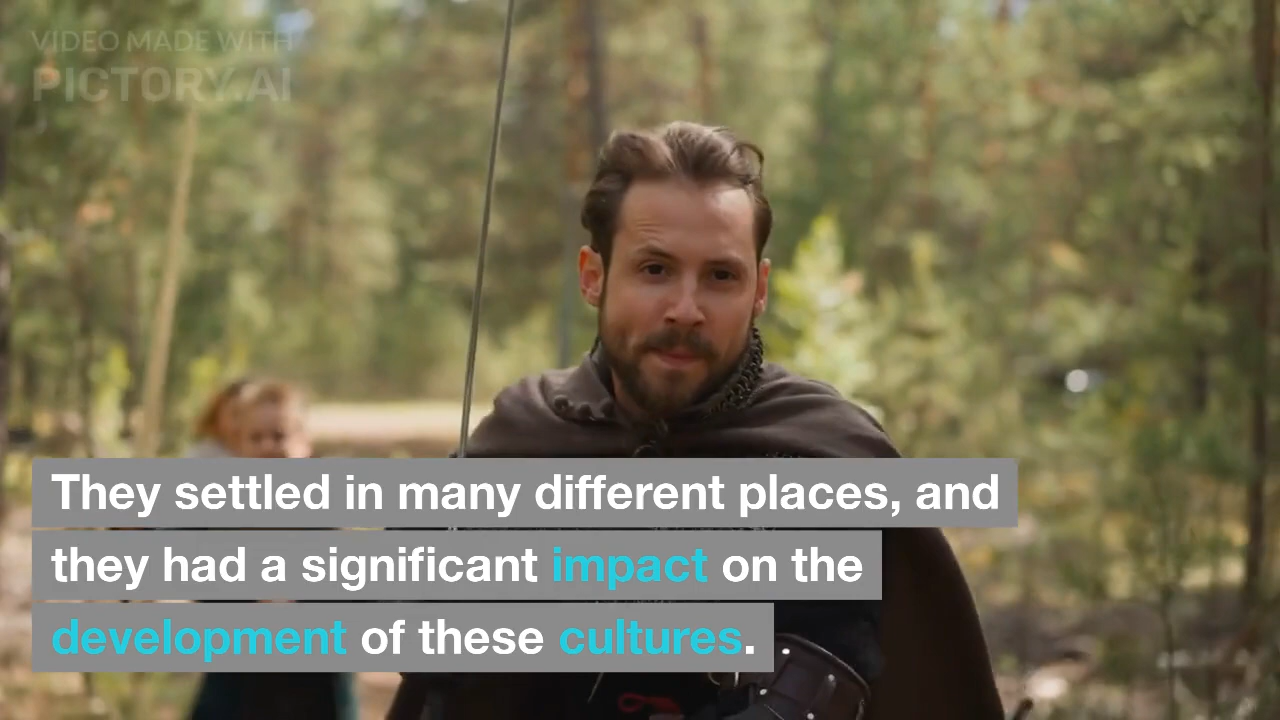 VIDEO MADE WITH
PICTORY.AI
They settled in many different places, and
they had a significant impact on the
development of these cultures.